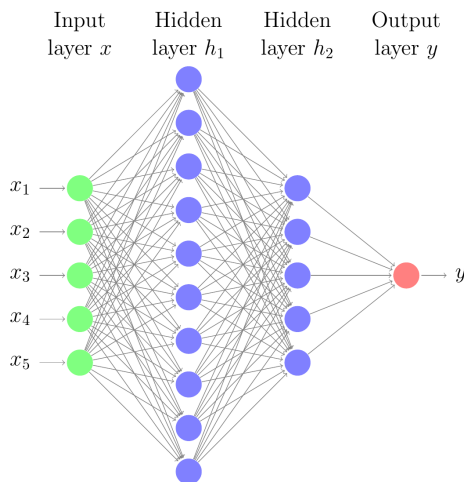 Input
layer x
Hidden
layer h₁
Hidden
layer h₂
Output
layer y
x₁
x₂
x₃
x₄
x₅
y